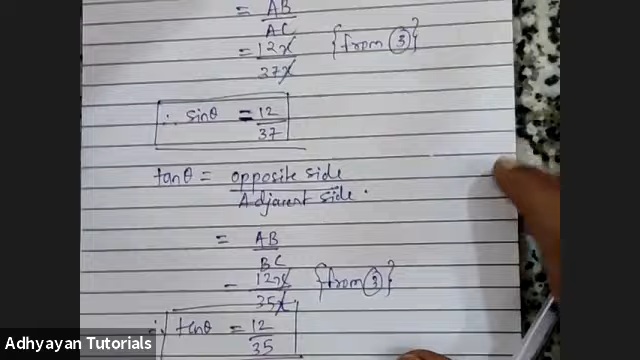 = AB
AC
= 12x {from ③}
37x
∴ sinθ = 12
37
tanθ = opposite side
Adjacent side.
= AB
BC
= 12x {from ③}
35x
∴ tanθ = 12
35
Adhyayan Tutorials